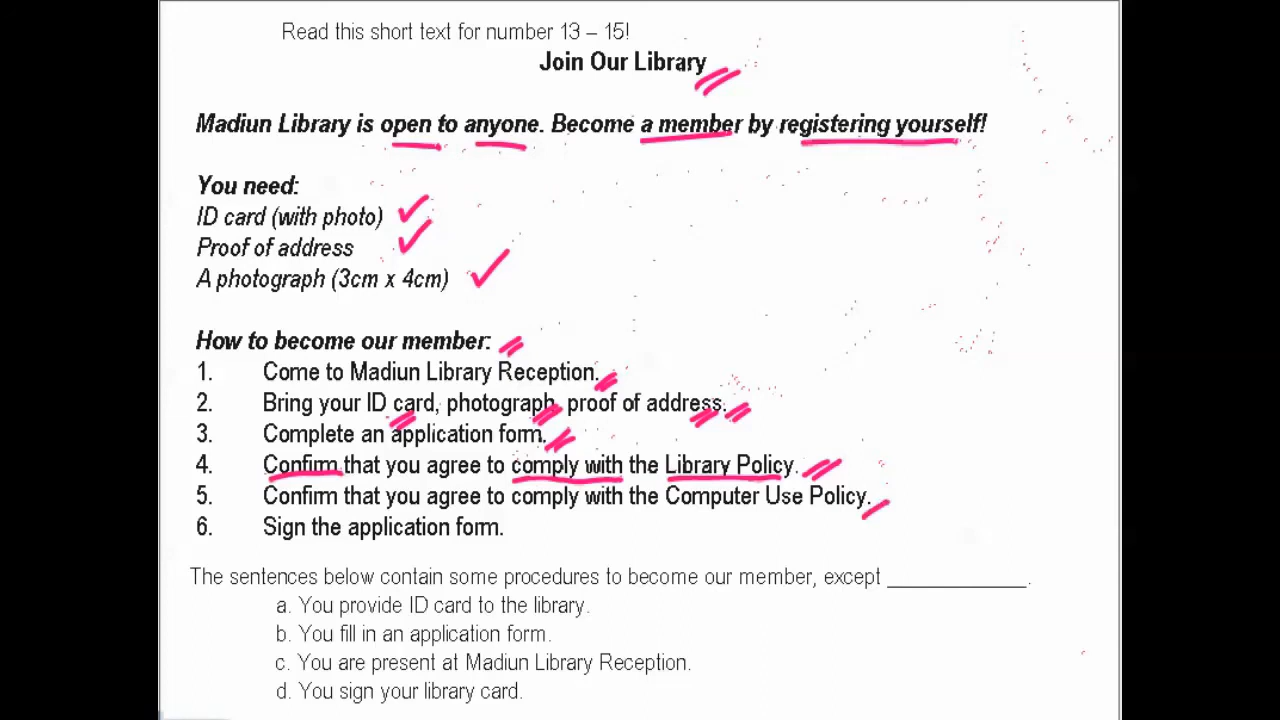 Read this short text for number 13 – 15!
Join Our Library
Madiun Library is open to anyone. Become a member by registering yourself!
You need:
ID card (with photo)
Proof of address
A photograph (3cm x 4cm)
How to become our member:
1. Come to Madiun Library Reception.
2. Bring your ID card, photograph, proof of address.
3. Complete an application form.
4. Confirm that you agree to comply with the Library Policy.
5. Confirm that you agree to comply with the Computer Use Policy.
6. Sign the application form.
The sentences below contain some procedures to become our member, except ____________.
a. You provide ID card to the library.
b. You fill in an application form.
c. You are present at Madiun Library Reception.
d. You sign your library card.